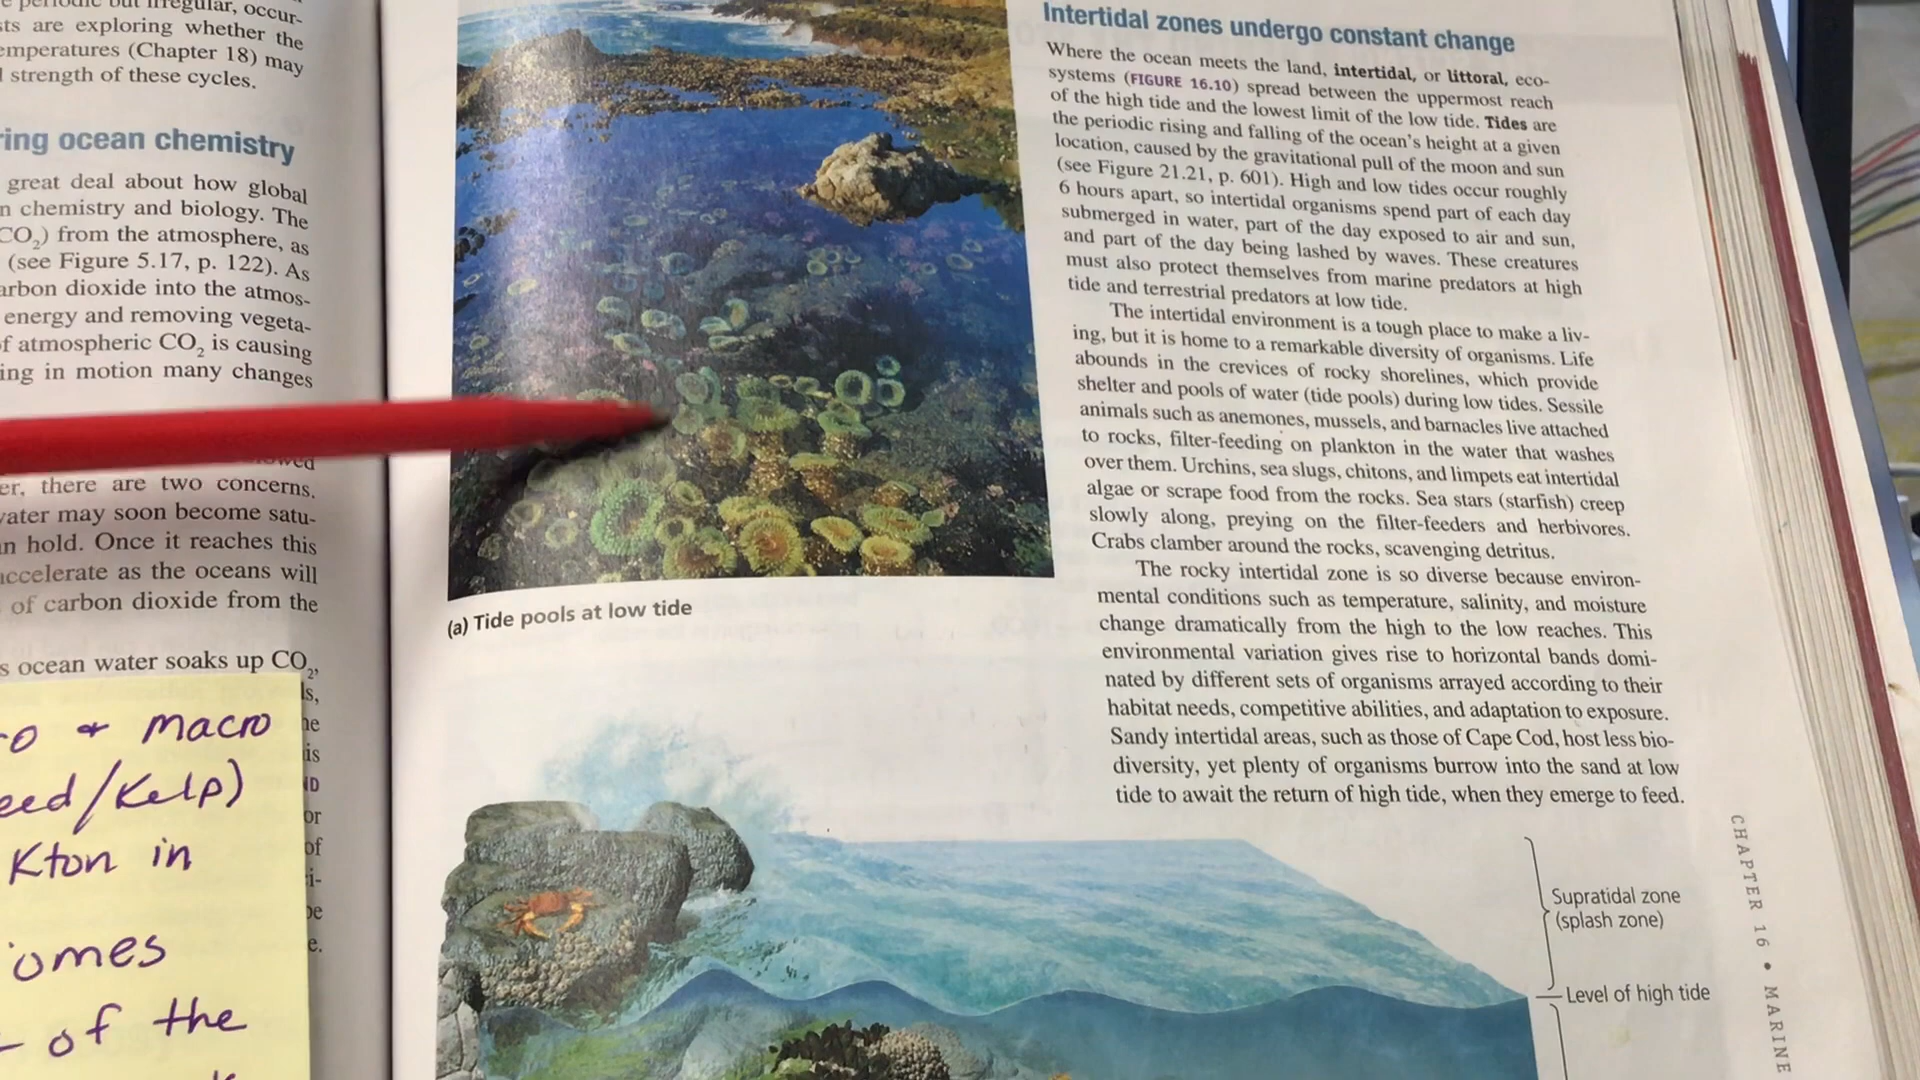 periodic but irregular, occur-
sts are exploring whether the
emperatures (Chapter 18) may
strength of these cycles.
ring ocean chemistry
great deal about how global
n chemistry and biology. The
CO₂) from the atmosphere, as
(see Figure 5.17, p. 122). As
arbon dioxide into the atmos-
energy and removing vegeta-
f atmospheric CO₂ is causing
ing in motion many changes
er, there are two concerns.
vater may soon become satu-
an hold. Once it reaches this
accelerate as the oceans will
of carbon dioxide from the
s ocean water soaks up CO₂,
ls,
he
is
ND
or
of
i-
be
e.
ro + macro
eed/Kelp)
Kton in
iomes
of the
(a) Tide pools at low tide
Intertidal zones undergo constant change
Where the ocean meets the land, intertidal, or littoral, eco-
systems (FIGURE 16.10) spread between the uppermost reach
of the high tide and the lowest limit of the low tide. Tides are
the periodic rising and falling of the ocean's height at a given
location, caused by the gravitational pull of the moon and sun
(see Figure 21.21, p. 601). High and low tides occur roughly
6 hours apart, so intertidal organisms spend part of each day
submerged in water, part of the day exposed to air and sun,
and part of the day being lashed by waves. These creatures
must also protect themselves from marine predators at high
tide and terrestrial predators at low tide.
The intertidal environment is a tough place to make a liv-
ing, but it is home to a remarkable diversity of organisms. Life
abounds in the crevices of rocky shorelines, which provide
shelter and pools of water (tide pools) during low tides. Sessile
animals such as anemones, mussels, and barnacles live attached
to rocks, filter-feeding on plankton in the water that washes
over them. Urchins, sea slugs, chitons, and limpets eat intertidal
algae or scrape food from the rocks. Sea stars (starfish) creep
slowly along, preying on the filter-feeders and herbivores.
Crabs clamber around the rocks, scavenging detritus.
The rocky intertidal zone is so diverse because environ-
mental conditions such as temperature, salinity, and moisture
change dramatically from the high to the low reaches. This
environmental variation gives rise to horizontal bands domi-
nated by different sets of organisms arrayed according to their
habitat needs, competitive abilities, and adaptation to exposure.
Sandy intertidal areas, such as those of Cape Cod, host less bio-
diversity, yet plenty of organisms burrow into the sand at low
tide to await the return of high tide, when they emerge to feed.
Supratidal zone
(splash zone)
Level of high tide
CHAPTER 16 • MARINE